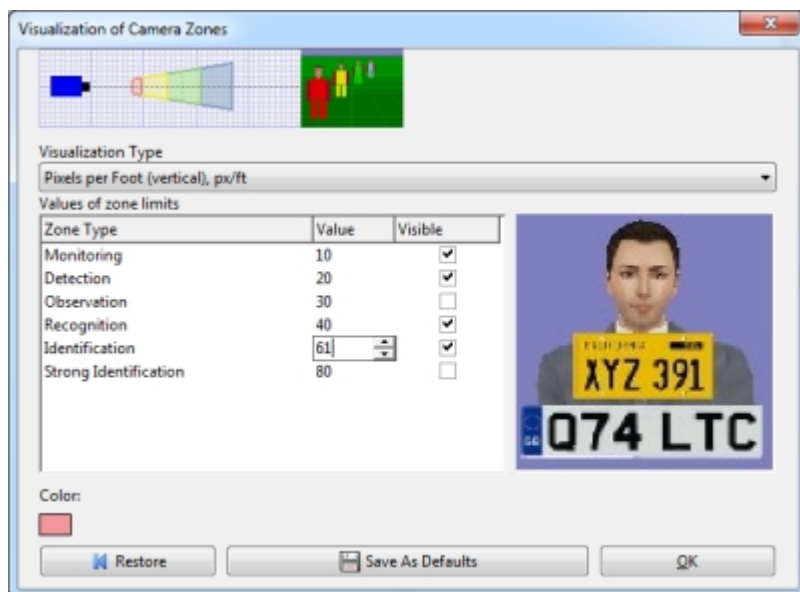 Visualization of Camera Zones
Visualization Type
Pixels per Foot (vertical), px/ft
Values of zone limits
Zone Type Value Visible
Monitoring 10
Detection 20
Observation 30
Recognition 40
Identification 61
Strong Identification 80
CALIFORNIA
XYZ 391
GB Q74 LTC
Color:
Restore Save As Defaults OK